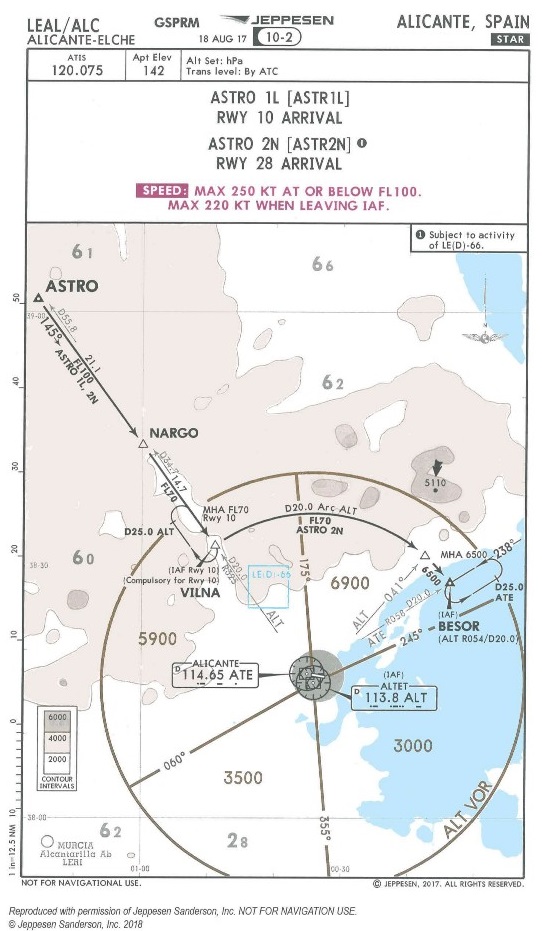 LEAL/ALC
ALICANTE-ELCHE
GSPRM
JEPPESEN
18 AUG 17
10-2
ALICANTE, SPAIN
STAR
ATIS
120.075
Apt Elev
142
Alt Set: hPa
Trans level: By ATC
ASTRO 1L [ASTR1L]
RWY 10 ARRIVAL
ASTRO 2N [ASTR2N] 1
RWY 28 ARRIVAL
SPEED: MAX 250 KT AT OR BELOW FL100.
MAX 220 KT WHEN LEAVING IAF.
1 Subject to activity
of LE(D)-66.
61
66
ASTRO
50
39-00
D55.8
145°
21.1
FL100
ASTRO 1L, 2N
40
62
NARGO
D34.7
14.7
FL70
30
5110
MHA FL70
Rwy 10
D20.0 Arc ALT
FL70
ASTRO 2N
D25.0 ALT
20
38-30
60
(IAF Rwy 10)
(Compulsory for Rwy 10)
VILNA
D20.0
ALT
LE(D)-66
175°
6900
MHA 6500
238°
6500
D25.0
ATE
041°
ALT
R058 D20.0
ATE
(IAF)
BESOR
(ALT R054/D20.0)
245°
10
5900
D
ALICANTE
114.65 ATE
(IAF)
D
ALTET
113.8 ALT
0
6000
4000
2000
CONTOUR
INTERVALS
060°
3500
3000
355°
ALT VOR
10
38-00
62
28
MURCIA
Alcantarilla Ab
LERI
1 in=12.5 NM
01-00
00-30
NOT FOR NAVIGATIONAL USE.
© JEPPESEN, 2017. ALL RIGHTS RESERVED.
Reproduced with permission of Jeppesen Sanderson, Inc. NOT FOR NAVIGATION USE.
© Jeppesen Sanderson, Inc. 2018